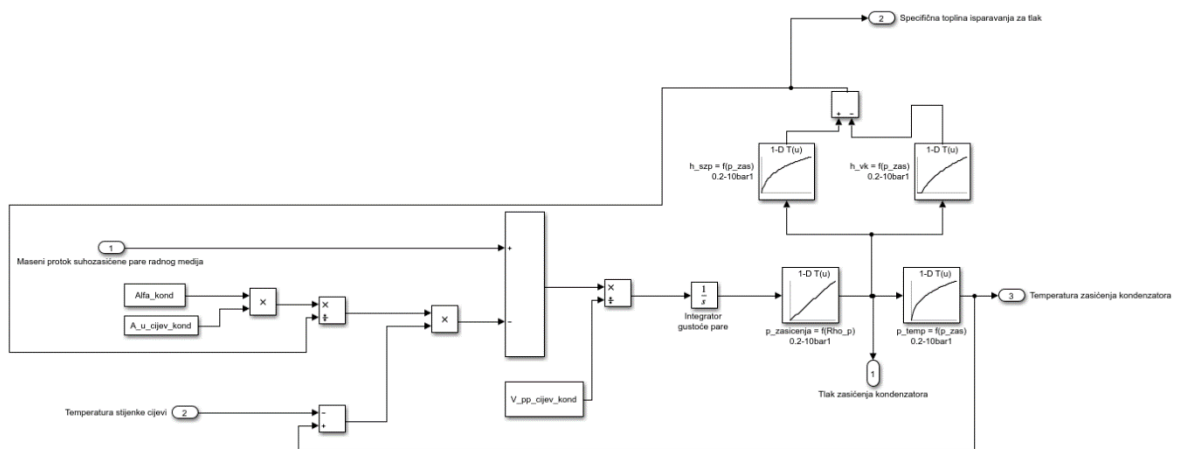 2
Specifična toplina isparavanja za tlak
+ −
1-D T(u)
h_szp = f(p_zas)
0.2-10bar1
1-D T(u)
h_vk = f(p_zas)
0.2-10bar1
1
Maseni protok suhozasićene pare radnog medija
+
−
Alfa_kond
A_u_cijev_kond
×
×
÷
×
×
÷
1
s
Integrator
gustoće pare
1-D T(u)
p_zasicenja = f(Rho_p)
0.2-10bar1
1-D T(u)
p_temp = f(p_zas)
0.2-10bar1
3
Temperatura zasićenja kondenzatora
1
Tlak zasićenja kondenzatora
V_pp_cijev_kond
Temperatura stijenke cijevi
2
−
+